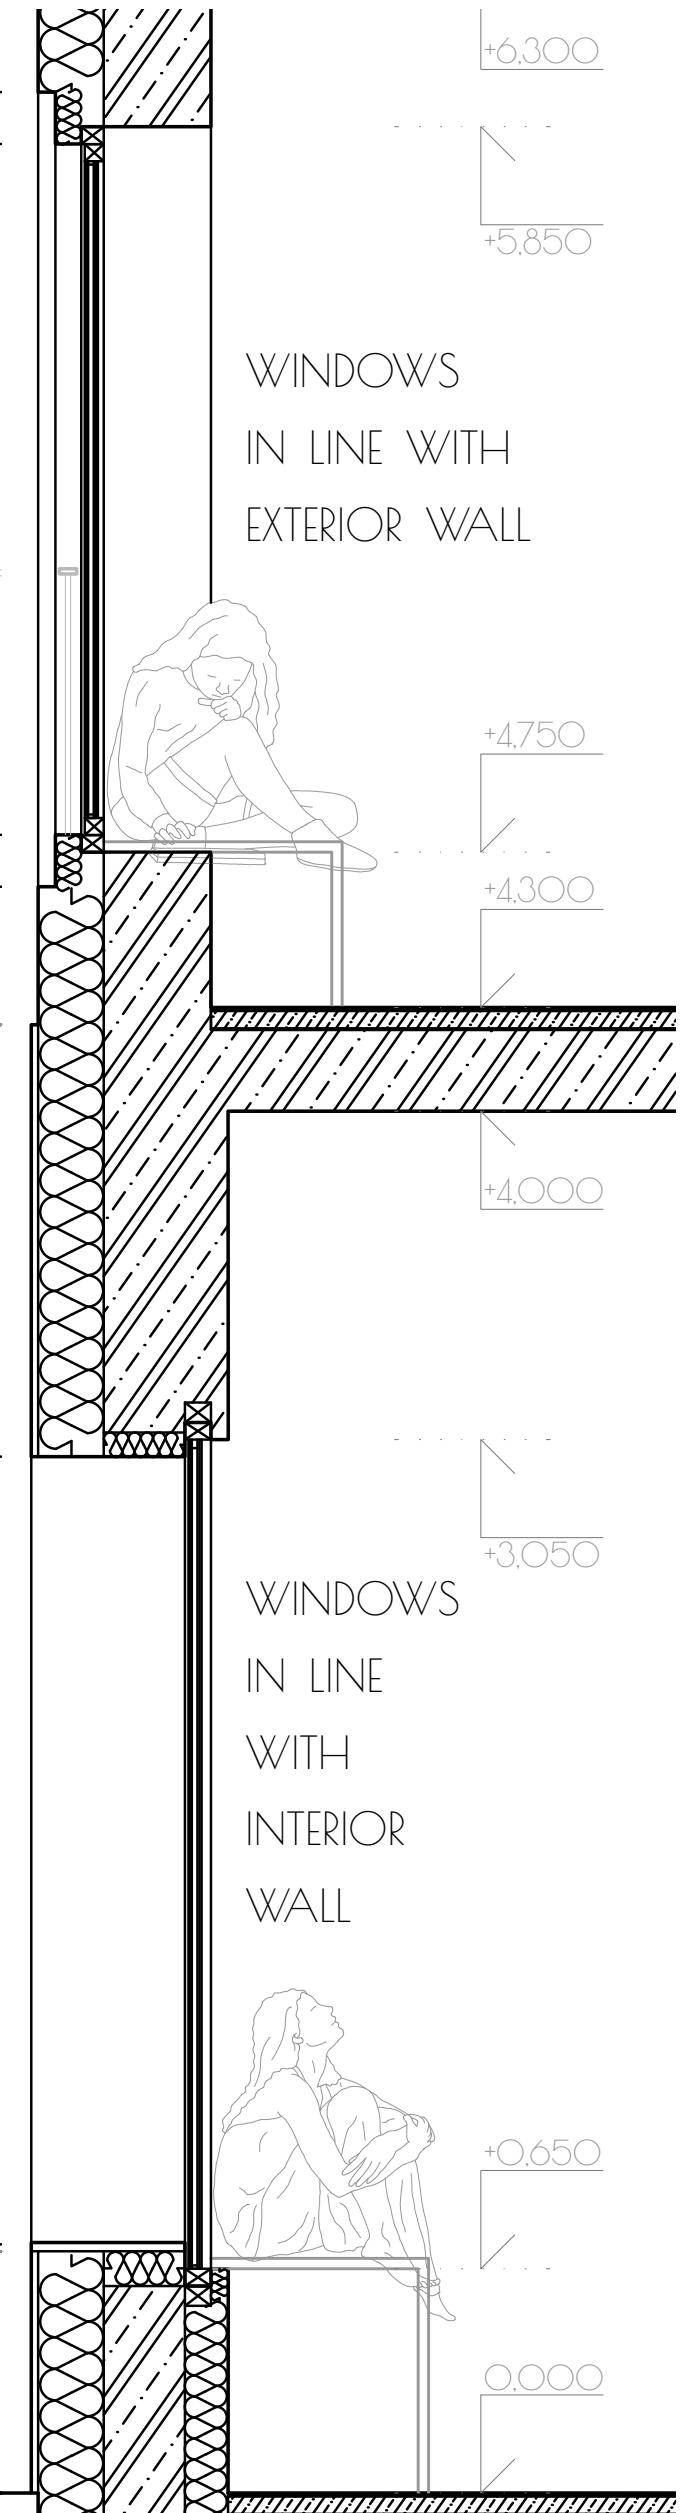 +6,300
+5,850
WINDOWS
IN LINE WITH
EXTERIOR WALL
+4,750
+4,300
+4,000
+3,050
WINDOWS
IN LINE
WITH
INTERIOR
WALL
+0,650
0,000